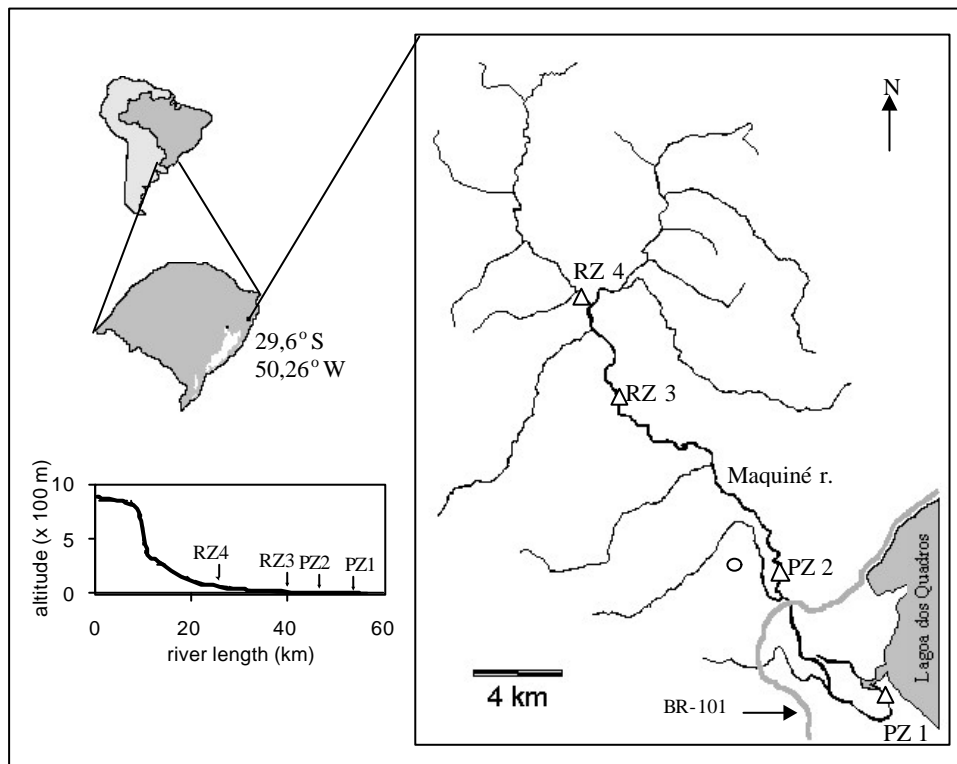 29,6° S
50,26° W
10
5
0
altitude (x 100 m)
RZ4
RZ3
PZ2
PZ1
0
20
40
60
river length (km)
N
RZ 4
RZ 3
Maquiné r.
PZ 2
Lagoa dos Quadros
4 km
BR-101
PZ 1